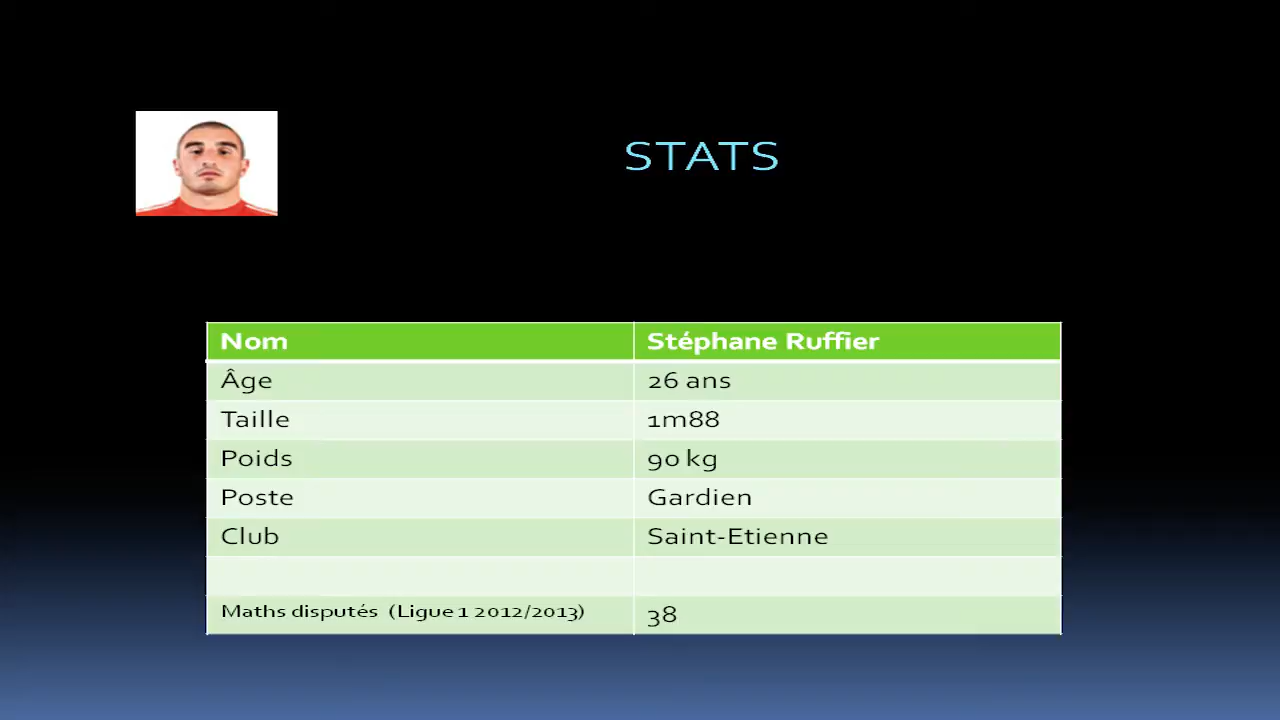 STATS
Nom Stéphane Ruffier
Âge 26 ans
Taille 1m88
Poids 90 kg
Poste Gardien
Club Saint-Etienne
Maths disputés (Ligue 1 2012/2013) 38